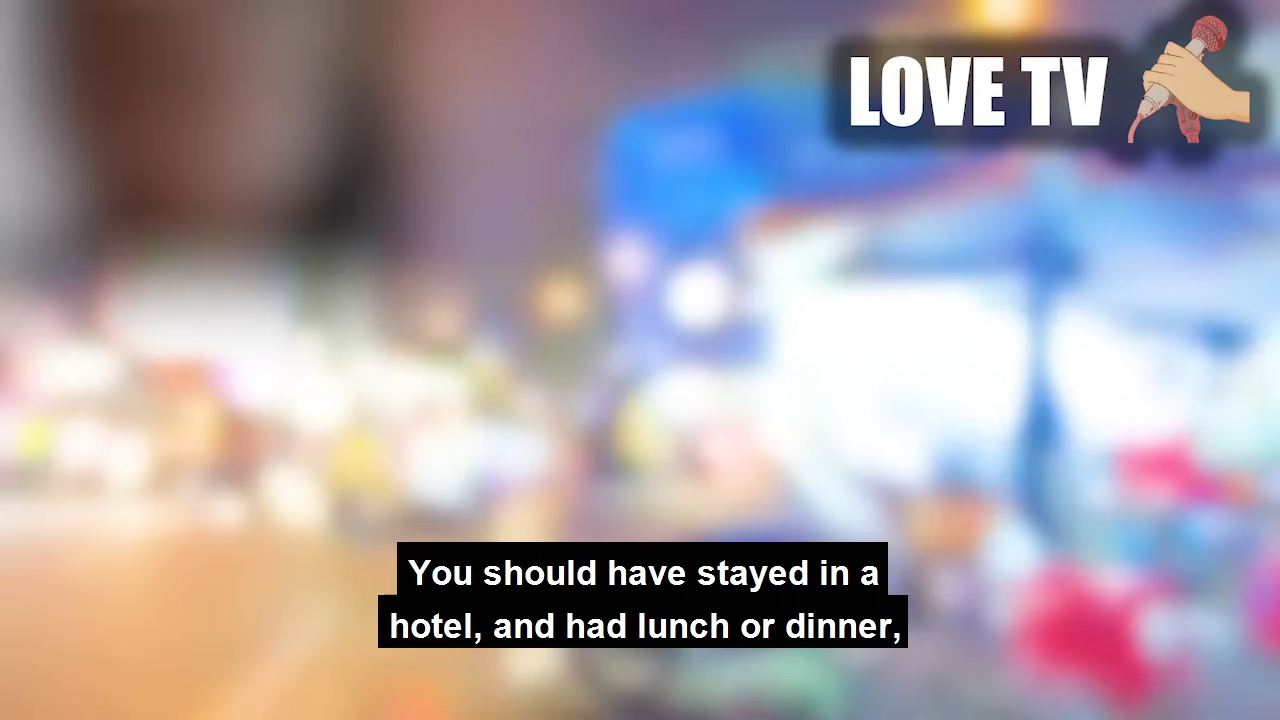 LOVE TV
You should have stayed in a
hotel, and had lunch or dinner,